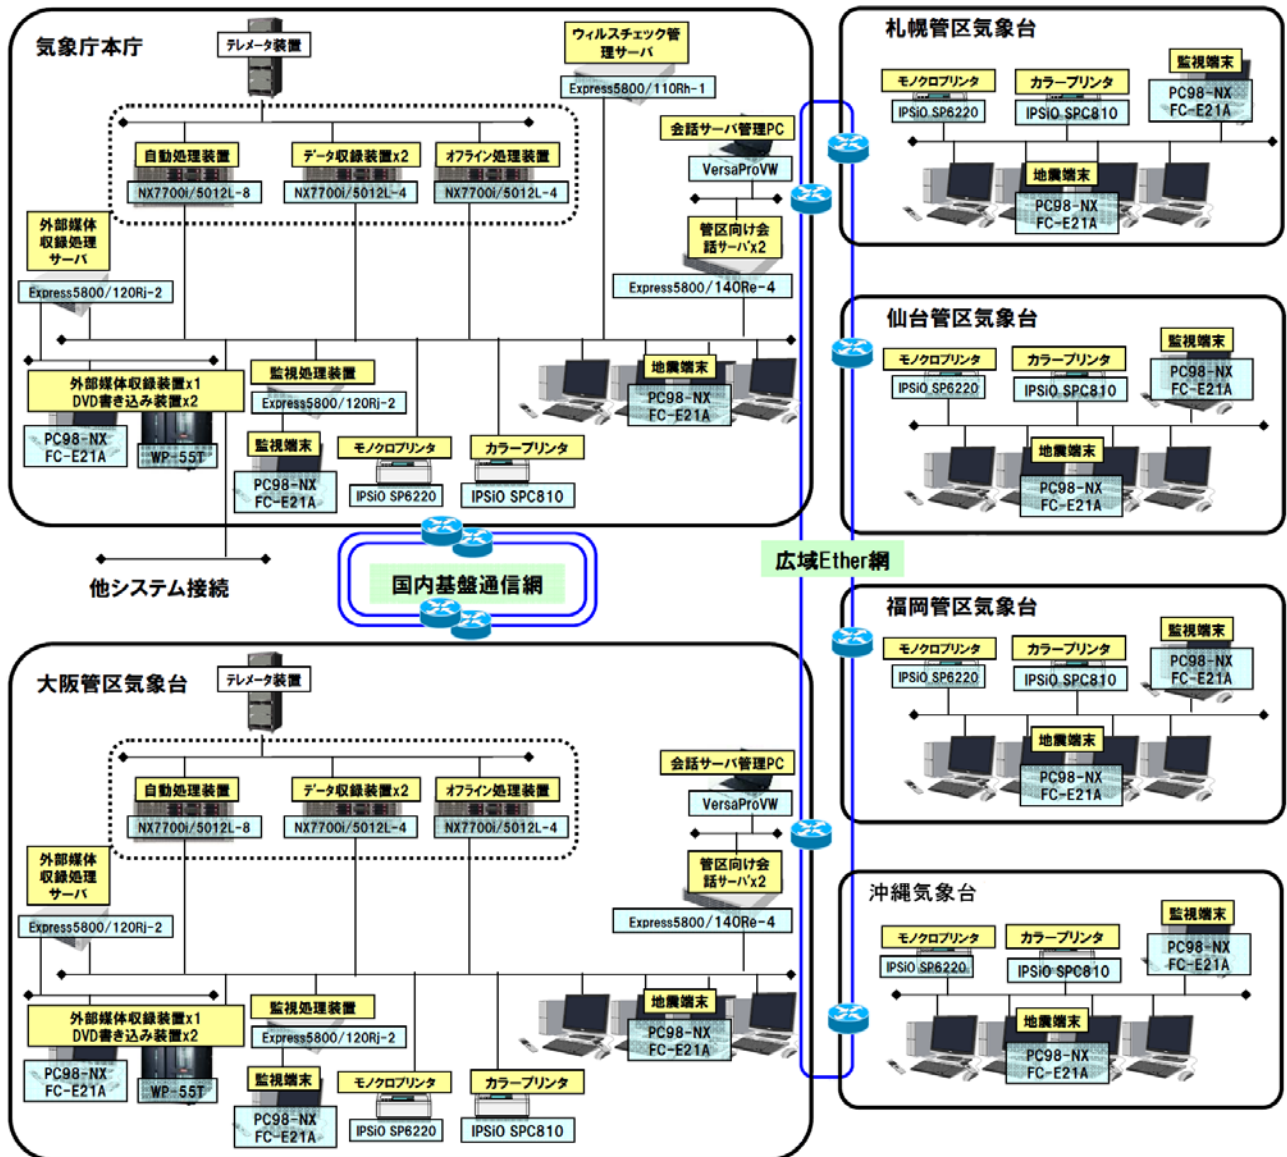 気象庁本庁
テレメータ装置
ウィルスチェック管
理サーバ
Express5800/110Rh-1
自動処理装置
NX7700i/5012L-8
データ収録装置x2
NX7700i/5012L-4
オフライン処理装置
NX7700i/5012L-4
会話サーバ管理PC
VersaProVW
管区向け会
話サーバx2
Express5800/140Re-4
外部媒体
収録処理
サーバ
Express5800/120Rj-2
外部媒体収録装置x1
DVD書き込み装置x2
PC98-NX
FC-E21A
WP-55T
監視処理装置
Express5800/120Rj-2
監視端末
PC98-NX
FC-E21A
モノクロプリンタ
IPSiO SP6220
カラープリンタ
IPSiO SPC810
地震端末
PC98-NX
FC-E21A
他システム接続
国内基盤通信網
広域Ether網
大阪管区気象台
テレメータ装置
自動処理装置
NX7700i/5012L-8
データ収録装置x2
NX7700i/5012L-4
オフライン処理装置
NX7700i/5012L-4
会話サーバ管理PC
VersaProVW
管区向け会
話サーバx2
Express5800/140Re-4
外部媒体
収録処理
サーバ
Express5800/120Rj-2
外部媒体収録装置x1
DVD書き込み装置x2
PC98-NX
FC-E21A
WP-55T
監視処理装置
Express5800/120Rj-2
監視端末
PC98-NX
FC-E21A
モノクロプリンタ
IPSiO SP6220
カラープリンタ
IPSiO SPC810
地震端末
PC98-NX
FC-E21A
札幌管区気象台
モノクロプリンタ
IPSiO SP6220
カラープリンタ
IPSiO SPC810
監視端末
PC98-NX
FC-E21A
地震端末
PC98-NX
FC-E21A
仙台管区気象台
モノクロプリンタ
IPSiO SP6220
カラープリンタ
IPSiO SPC810
監視端末
PC98-NX
FC-E21A
地震端末
PC98-NX
FC-E21A
福岡管区気象台
モノクロプリンタ
IPSiO SP6220
カラープリンタ
IPSiO SPC810
監視端末
PC98-NX
FC-E21A
地震端末
PC98-NX
FC-E21A
沖縄気象台
モノクロプリンタ
IPSiO SP6220
カラープリンタ
IPSiO SPC810
監視端末
PC98-NX
FC-E21A
地震端末
PC98-NX
FC-E21A